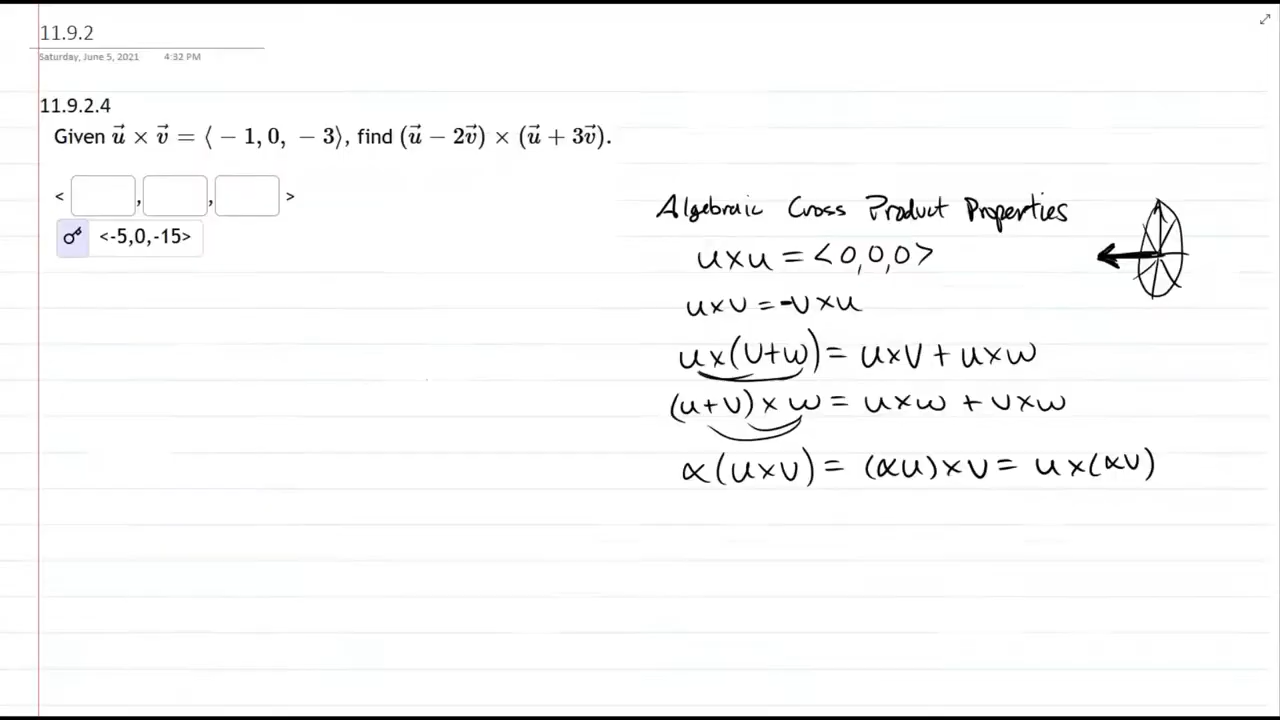 11.9.2
Saturday, June 5, 2021 4:32 PM
11.9.2.4
Given u⃗ × v⃗ = ⟨ − 1, 0, − 3⟩, find (u⃗ − 2v⃗) × (u⃗ + 3v⃗).
< , , >
<-5,0,-15>
Algebraic Cross Product Properties
u×u = <0,0,0>
u×v = -v×u
u×(v+w) = u×v + u×w
(u+v)×w = u×w + v×w
α(u×v) = (αu)×v = u×(αv)